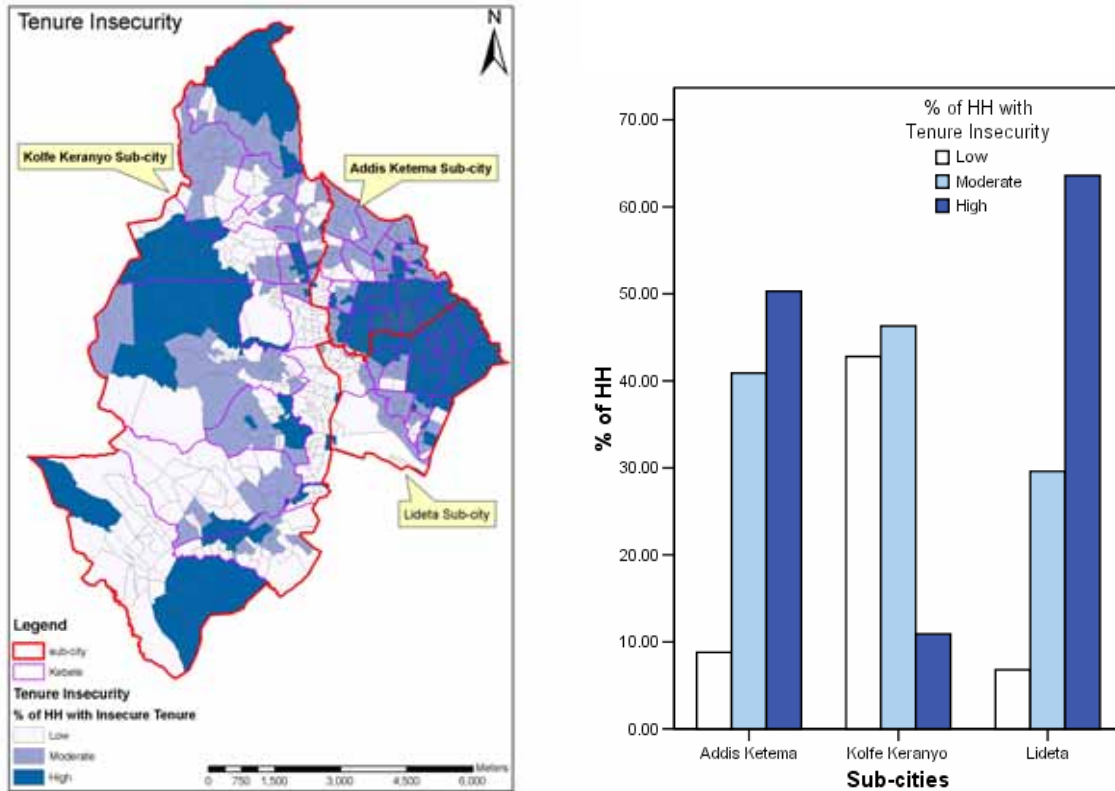 Tenure Insecurity
N
Kolfe Keranyo Sub-city
Addis Ketema Sub-city
Lideta Sub-city
Legend
sub-city
Kebele
Tenure Insecurity
% of HH with Insecure Tenure
Low
Moderate
High
Meters
0 750 1,500 3,000 4,500 6,000
% of HH with
Tenure Insecurity
Low
Moderate
High
% of HH
70.00
60.00
50.00
40.00
30.00
20.00
10.00
0.00
Addis Ketema
Kolfe Keranyo
Lideta
Sub-cities